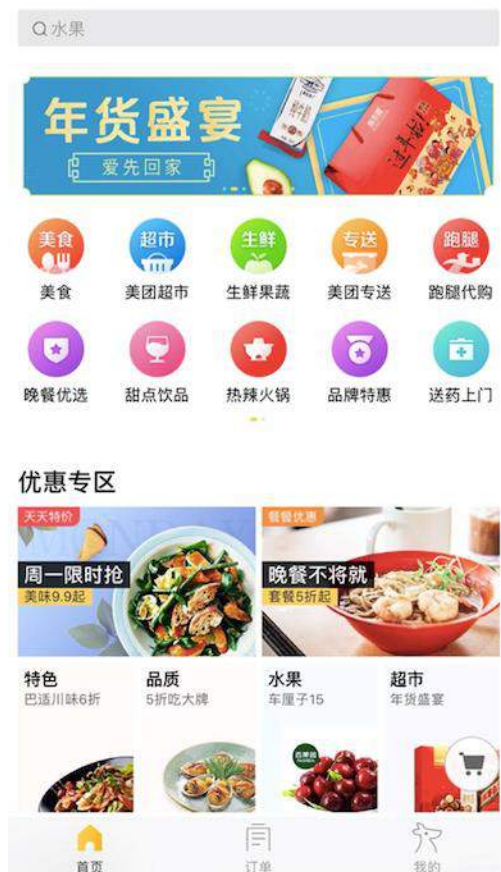 水果
年货盛宴
爱先回家
美食 超市 生鲜 专送 跑腿
美食 美团超市 生鲜果蔬 美团专送 跑腿代购
晚餐优选 甜点饮品 热辣火锅 品牌特惠 送药上门
优惠专区
天天特价 餐餐优惠
周一限时抢 晚餐不将就
美味9.9起 套餐5折起
特色 品质 水果 超市
巴适川味6折 5折吃大牌 车厘子15 年货盛宴
百果园
首页 订单 我的